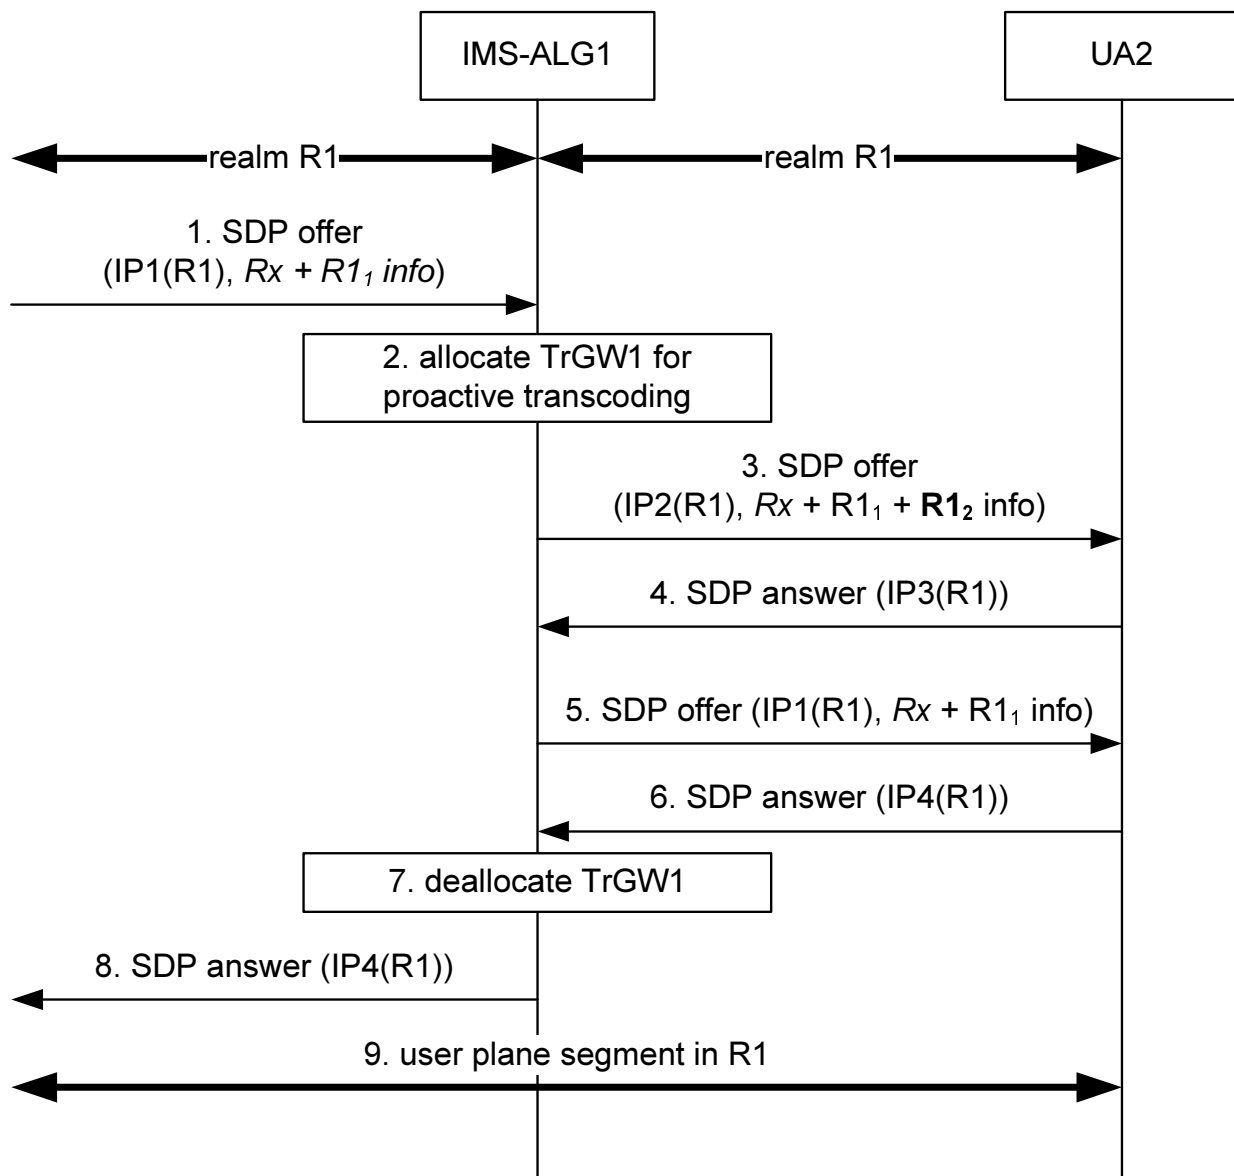 IMS-ALG1
UA2
realm R1
realm R1
1. SDP offer
(IP1(R1), Rx + R1₁ info)
2. allocate TrGW1 for
proactive transcoding
3. SDP offer
(IP2(R1), Rx + R1₁ + R1₂ info)
4. SDP answer (IP3(R1))
5. SDP offer (IP1(R1), Rx + R1₁ info)
6. SDP answer (IP4(R1))
7. deallocate TrGW1
8. SDP answer (IP4(R1))
9. user plane segment in R1